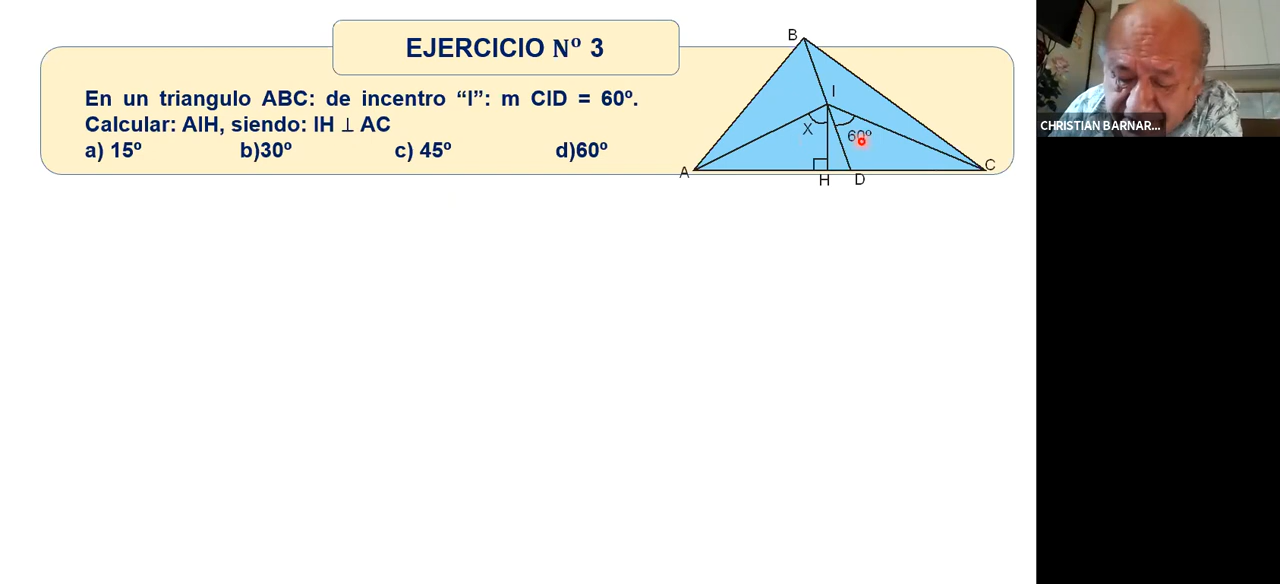 EJERCICIO Nº 3
En un triangulo ABC: de incentro “I”: m CID = 60º.
Calcular: AIH, siendo: IH ⊥ AC
a) 15º b)30º c) 45º d)60º
B
I
X
60º
A
H
D
C
CHRISTIAN BARNAR...